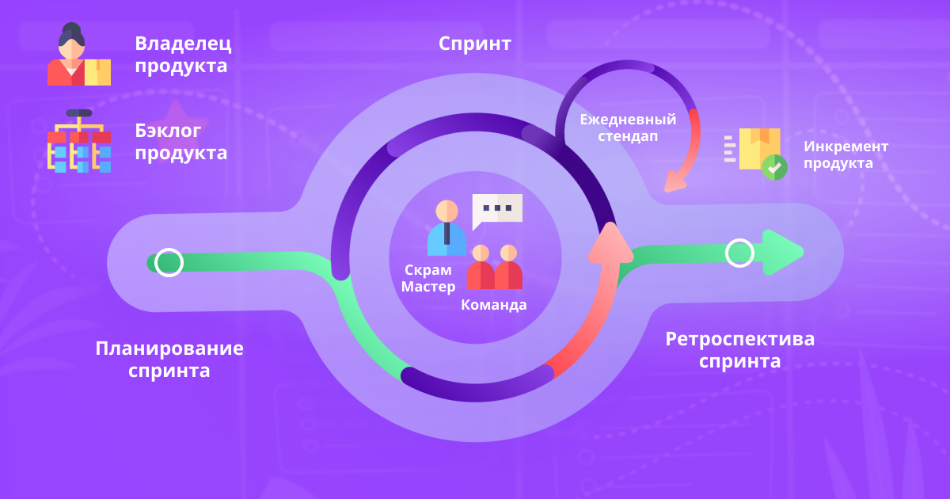 Владелец
продукта
Бэклог
продукта
Спринт
Ежедневный
стендап
Инкремент
продукта
Скрам
Мастер
Команда
Планирование
спринта
Ретроспектива
спринта